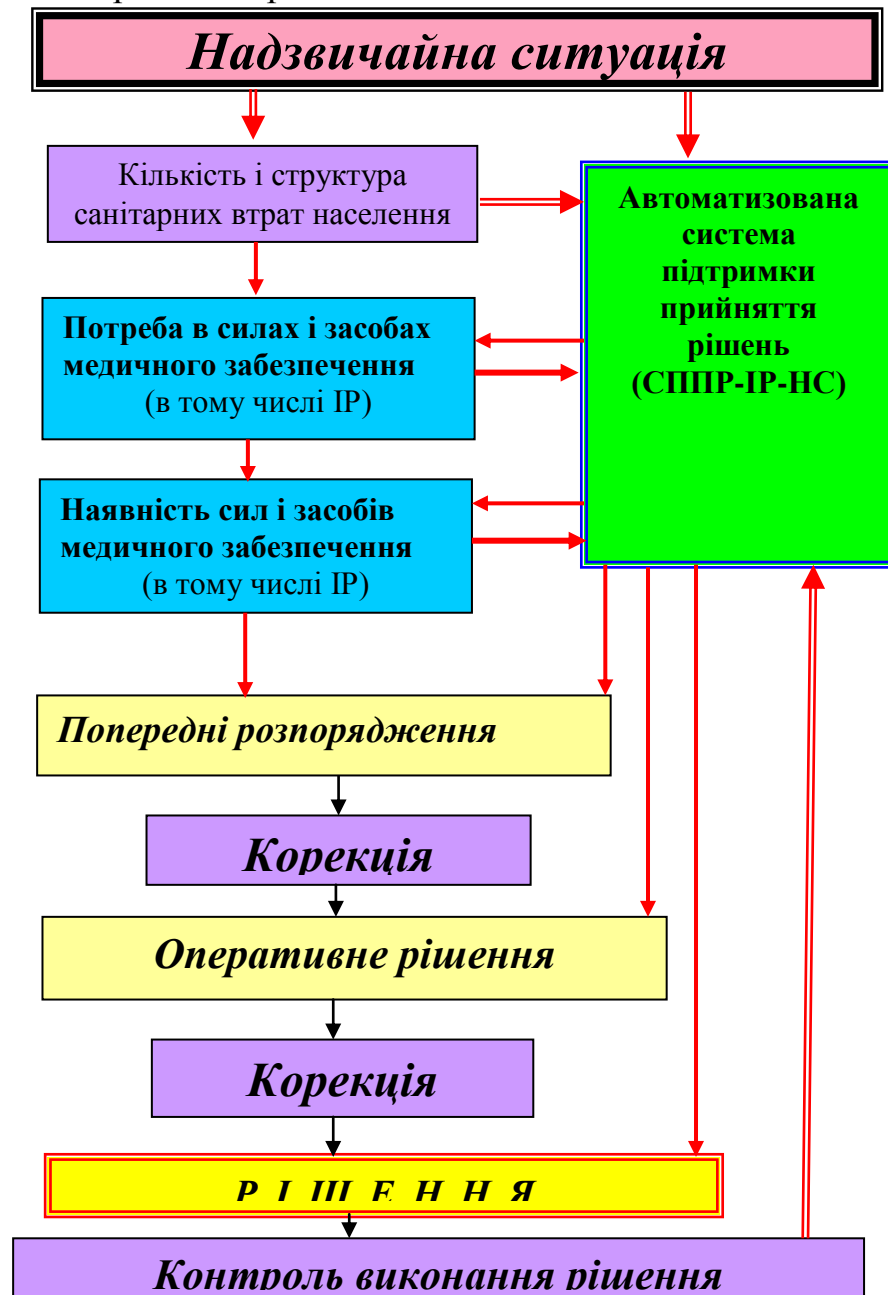 Надзвичайна ситуація
Кількість і структура
санітарних втрат населення
Автоматизована
система
підтримки
прийняття
рішень
(СППР-ІР-НС)
Потреба в силах і засобах
медичного забезпечення
(в тому числі ІР)
Наявність сил і засобів
медичного забезпечення
(в тому числі ІР)
Попередні розпорядження
Корекція
Оперативне рішення
Корекція
Р І Ш Е Н Н Я
Контроль виконання рішення